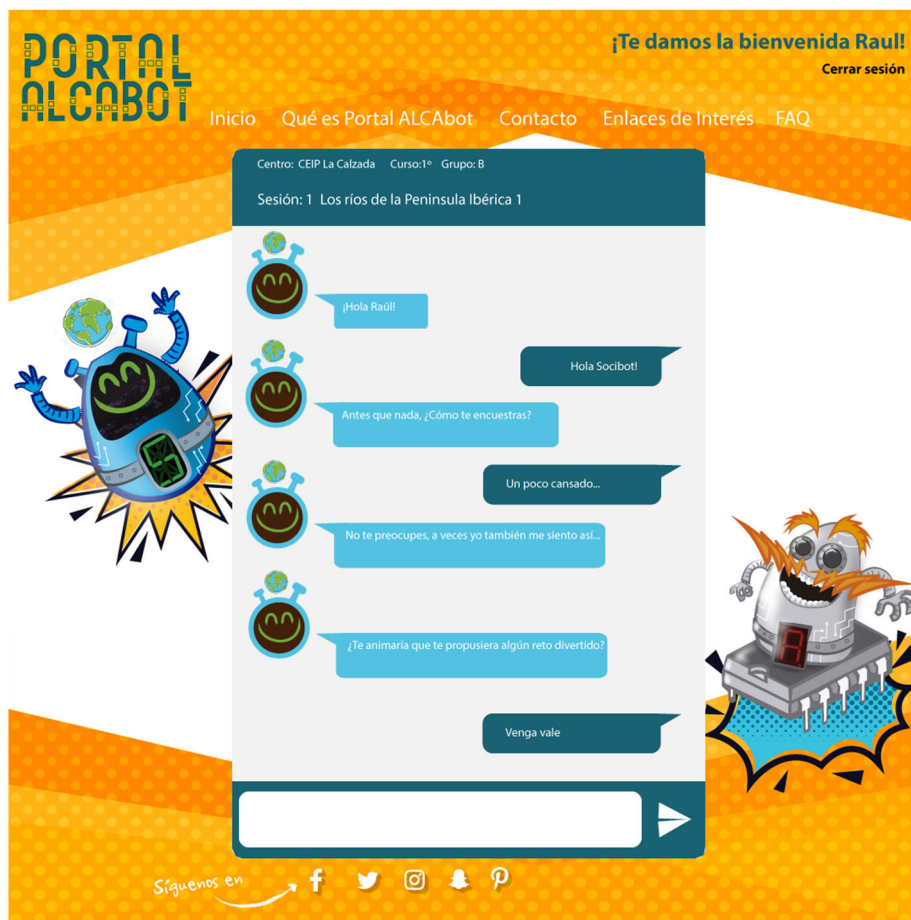 PORTAL
ALCABOT
¡Te damos la bienvenida Raul!
Cerrar sesión
Inicio Qué es Portal ALCAbot Contacto Enlaces de Interés FAQ
Centro: CEIP La Calzada Curso:1º Grupo: B
Sesión: 1 Los ríos de la Peninsula Ibérica 1
¡Hola Raúl!
Hola Socibot!
Antes que nada, ¿Cómo te encuestras?
Un poco cansado...
No te preocupes, a veces yo también me siento así...
¿Te animaría que te propusiera algún reto divertido?
Venga vale
S
A
Síguenos en